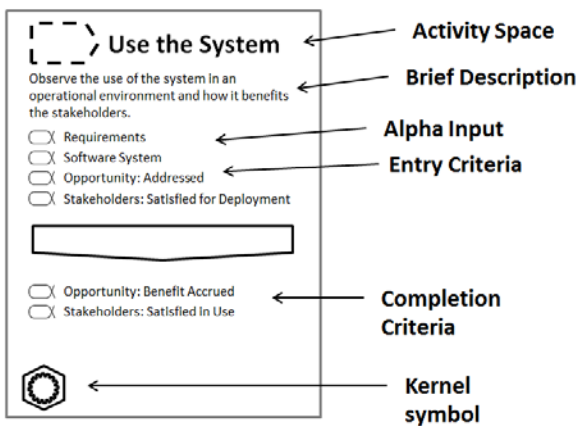 Use the System
Activity Space
Observe the use of the system in an
operational environment and how it benefits
the stakeholders.
Brief Description
Requirements
Alpha Input
Software System
Opportunity: Addressed
Entry Criteria
Stakeholders: Satisfied for Deployment
Opportunity: Benefit Accrued
Stakeholders: Satisfied in Use
Completion
Criteria
Kernel
symbol